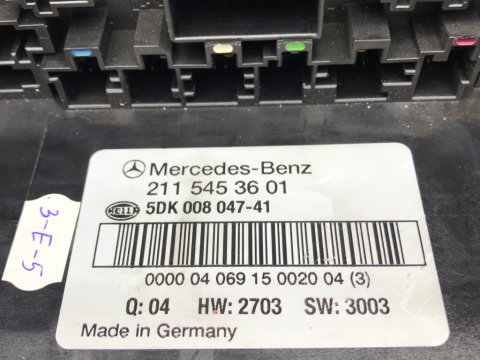 Mercedes-Benz
211 545 36 01
HELLA 5DK 008 047-41
00000 04 069 15 0020 04 (3)
Q: 04 HW: 2703 SW: 3003
Made in Germany
3-E-5